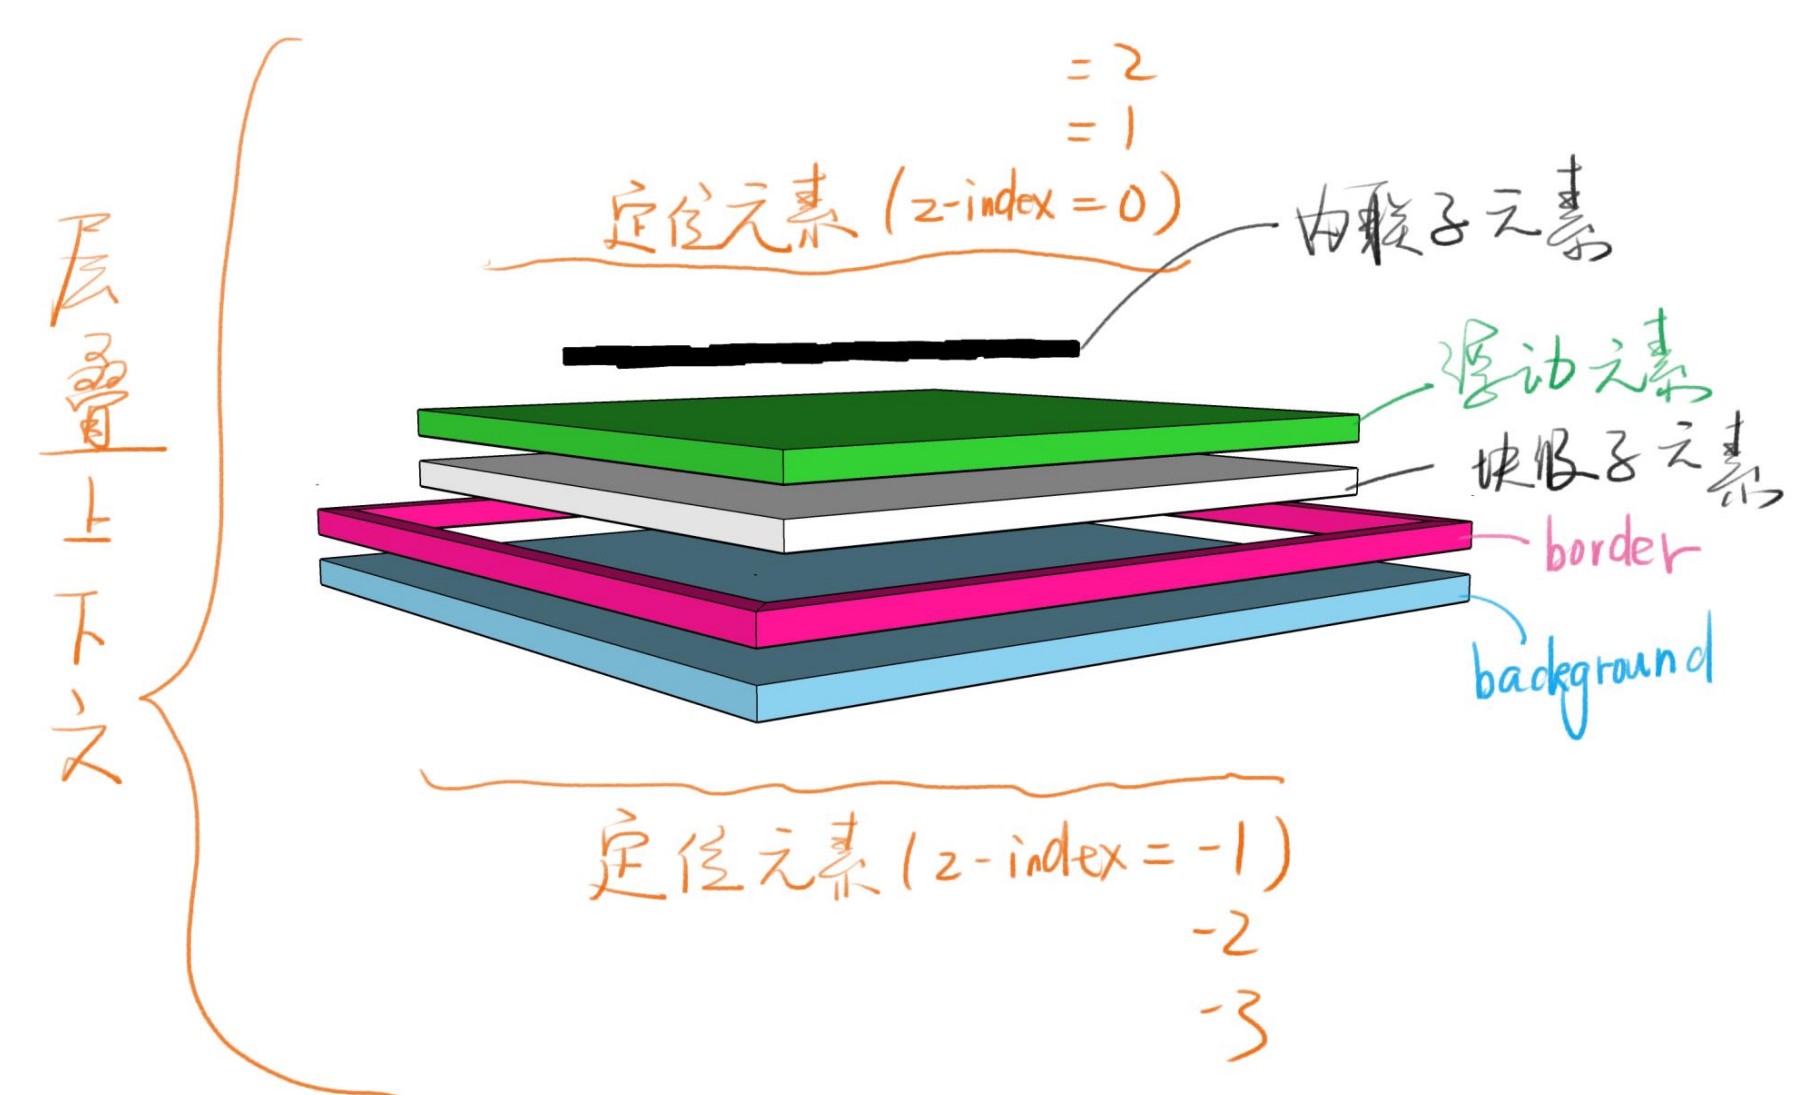 层叠上下文
= 2
= 1
定位元素 (z-index = 0)
内联子元素
浮动元素
块级子元素
border
background
定位元素 (z-index = -1)
-2
-3